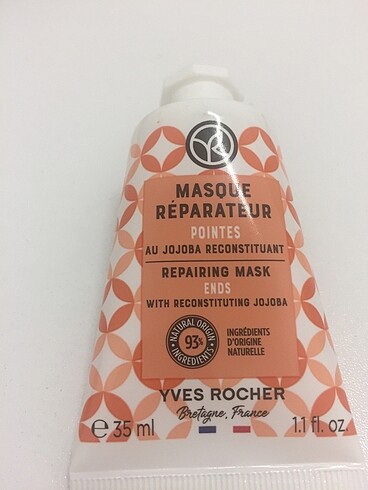 MASQUE
RÉPARATEUR
POINTES
AU JOJOBA RECONSTITUANT
REPAIRING MASK
ENDS
WITH RECONSTITUTING JOJOBA
NATURAL ORIGIN
93%
INGREDIENTS
INGRÉDIENTS
D'ORIGINE
NATURELLE
YVES ROCHER
Bretagne, France
e 35 ml
1.1 fl. oz.